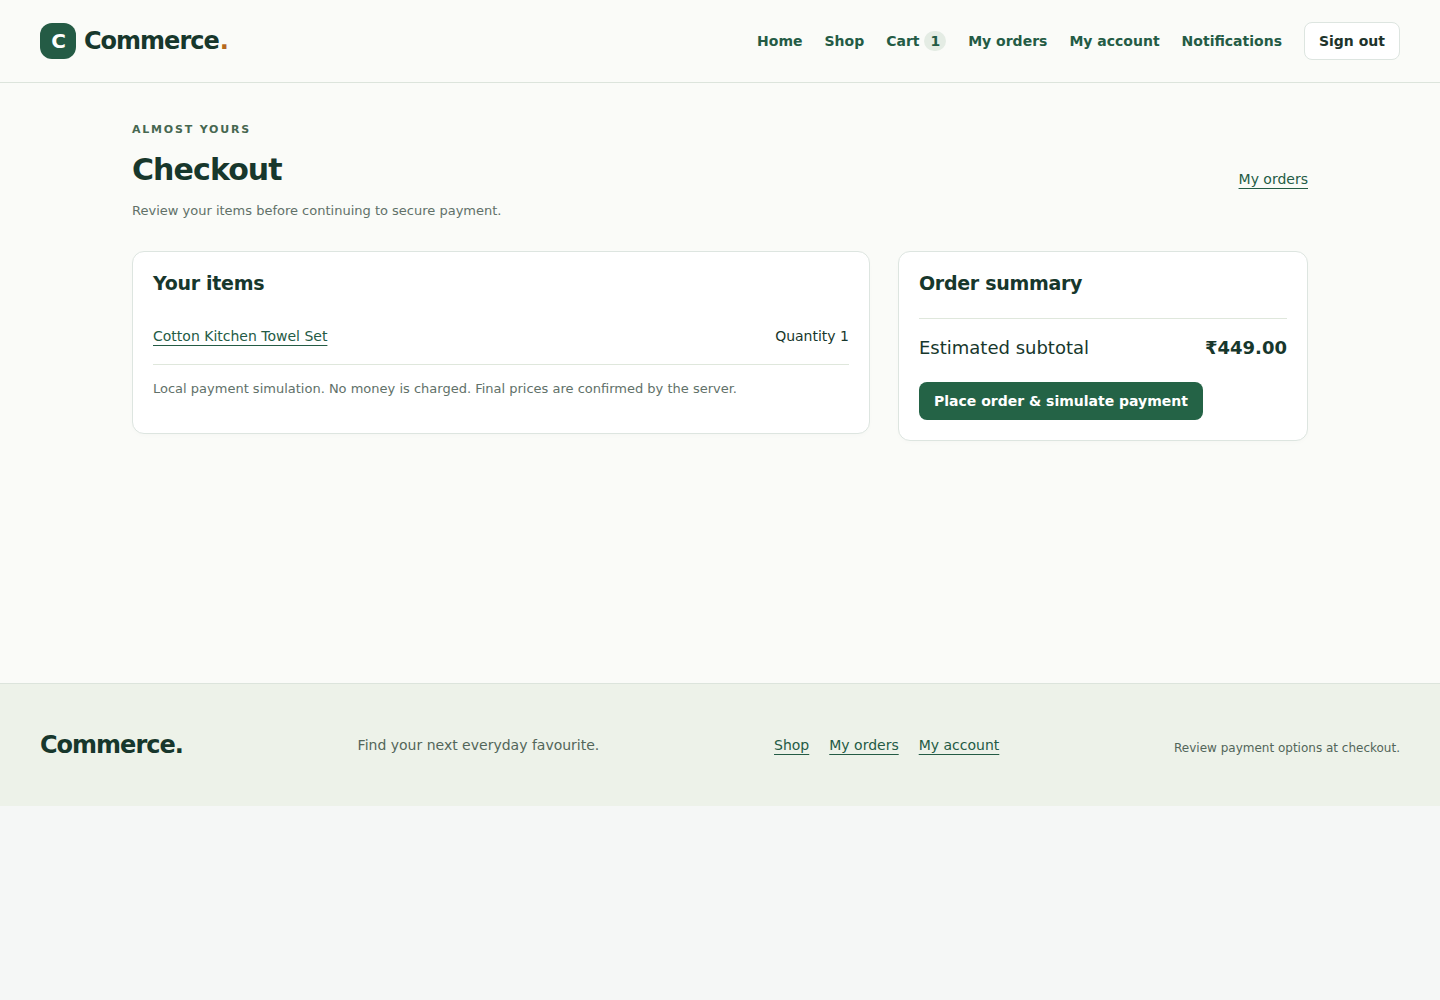 C Commerce.
Home Shop Cart 1 My orders My account Notifications Sign out
ALMOST YOURS
Checkout
My orders
Review your items before continuing to secure payment.
Your items
Cotton Kitchen Towel Set Quantity 1
Local payment simulation. No money is charged. Final prices are confirmed by the server.
Order summary
Estimated subtotal ₹449.00
Place order & simulate payment
Commerce.
Find your next everyday favourite.
Shop My orders My account
Review payment options at checkout.